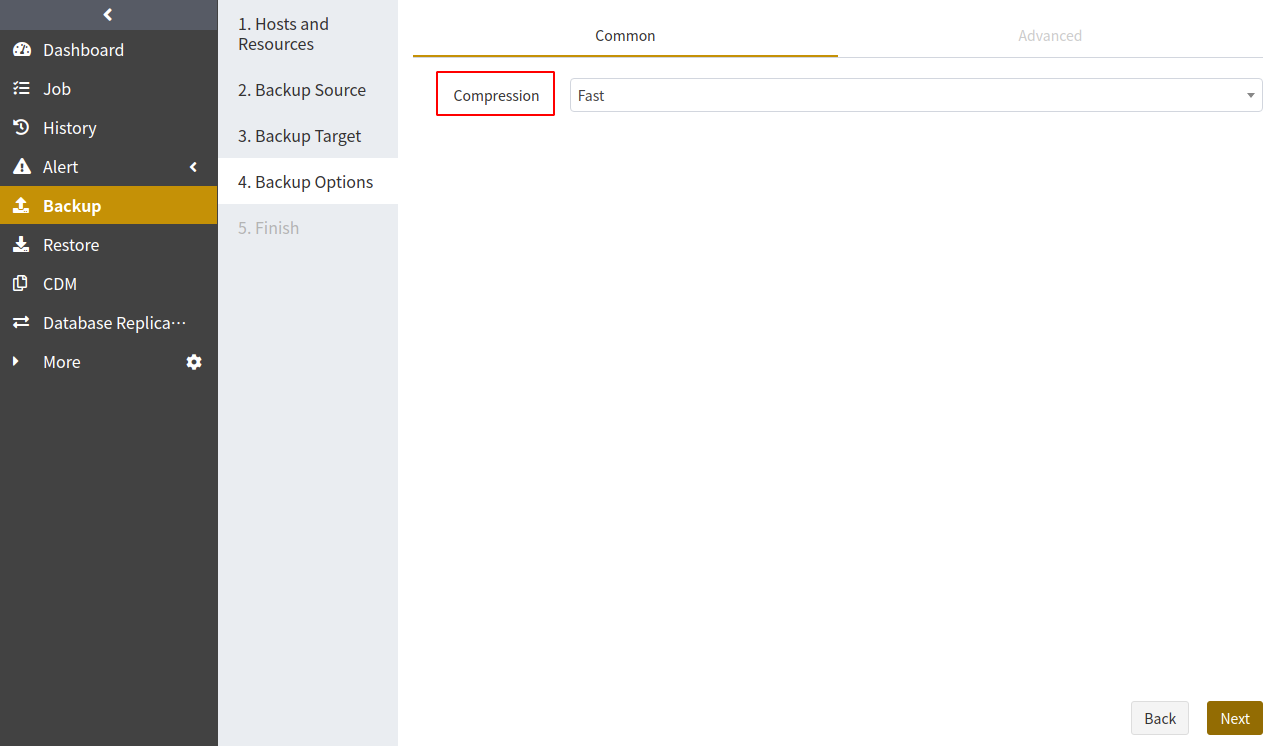 Dashboard
Job
History
Alert
Backup
Restore
CDM
Database Replica···
More
1. Hosts and
Resources
2. Backup Source
3. Backup Target
4. Backup Options
5. Finish
Common
Advanced
Compression
Fast
Back
Next